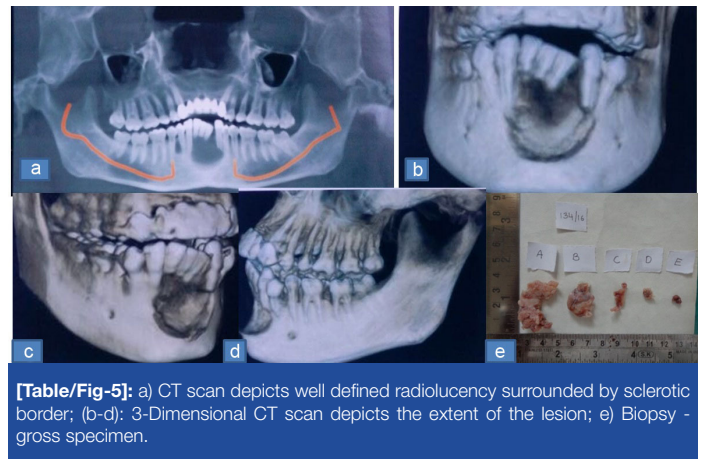 a
b
c
d
e
134/16
A
B
C
D
E
[Table/Fig-5]: a) CT scan depicts well defined radiolucency surrounded by sclerotic
border; (b-d): 3-Dimensional CT scan depicts the extent of the lesion; e) Biopsy -
gross specimen.